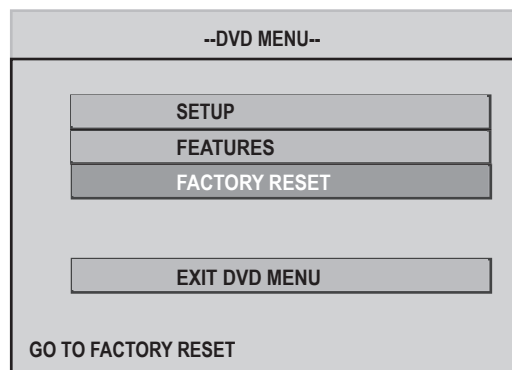 --DVD MENU--
SETUP
FEATURES
FACTORY RESET
EXIT DVD MENU
GO TO FACTORY RESET